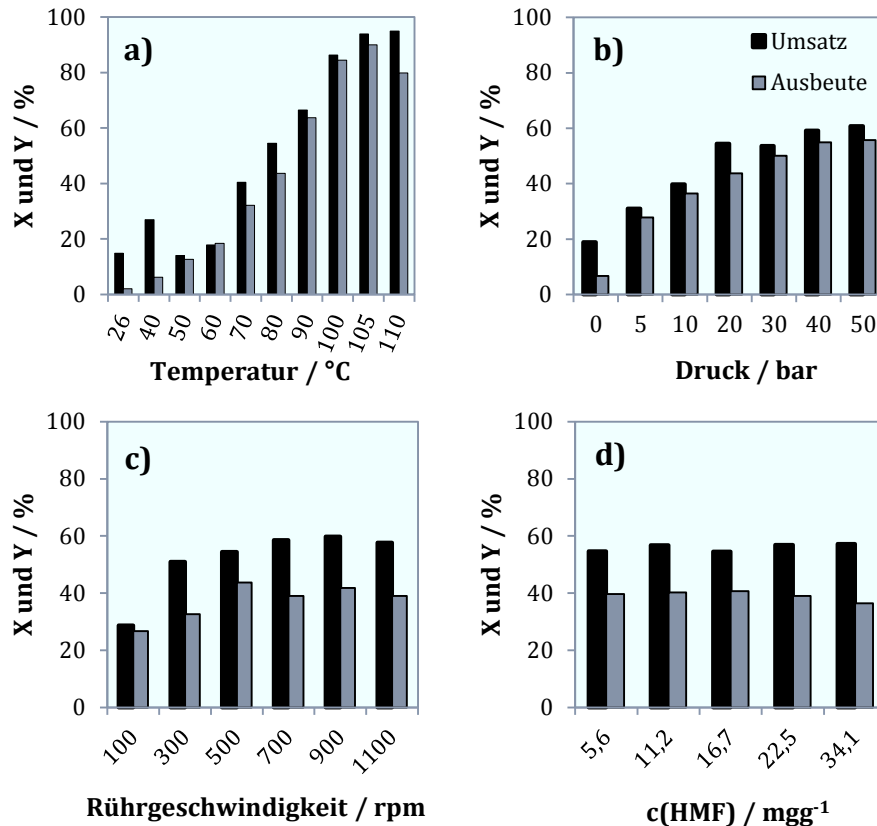 a)
X und Y / %
100
80
60
40
20
0
26 40 50 60 70 80 90 100 105 110
Temperatur / °C
b)
Umsatz
Ausbeute
X und Y / %
100
80
60
40
20
0
0 5 10 20 30 40 50
Druck / bar
c)
X und Y / %
100
80
60
40
20
0
100 300 500 700 900 1100
Rührgeschwindigkeit / rpm
d)
X und Y / %
100
80
60
40
20
0
5,6 11,2 16,7 22,5 34,1
c(HMF) / mgg⁻¹